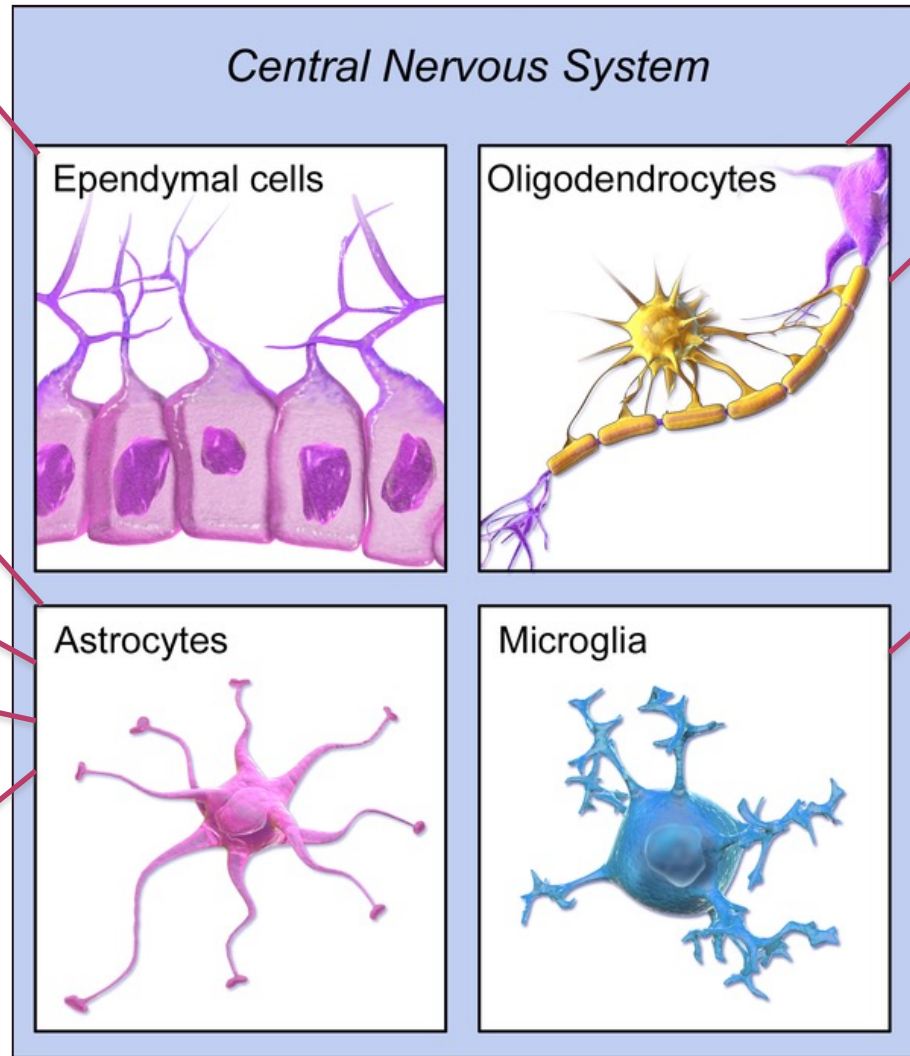 Central Nervous System
Ependymal cells
Oligodendrocytes
Astrocytes
Microglia